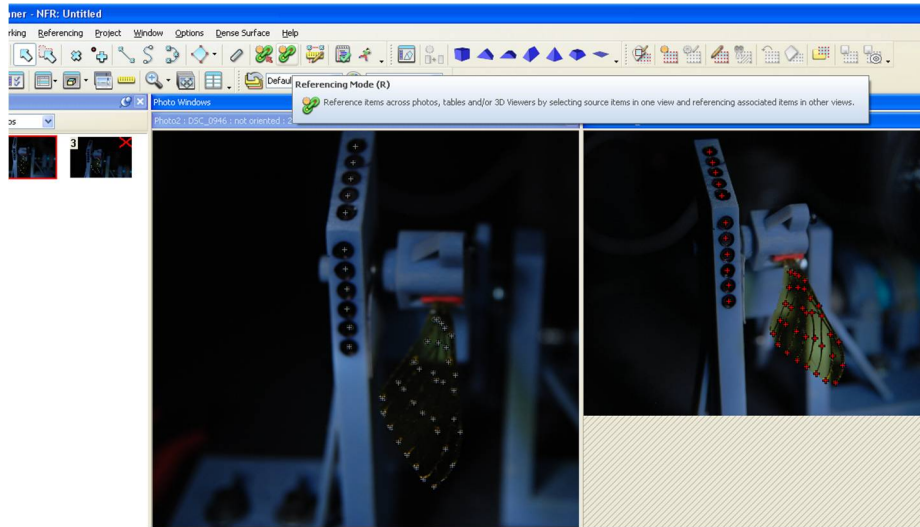 nner - NFR: Untitled
rking Referencing Project Window Options Dense Surface Help
Defaul
Referencing Mode (R)
Reference items across photos, tables and/or 3D Viewers by selecting source items in one view and referencing associated items in other views.
Photo Windows
os
Photo2 : DSC_0946 : not oriented : 2
3